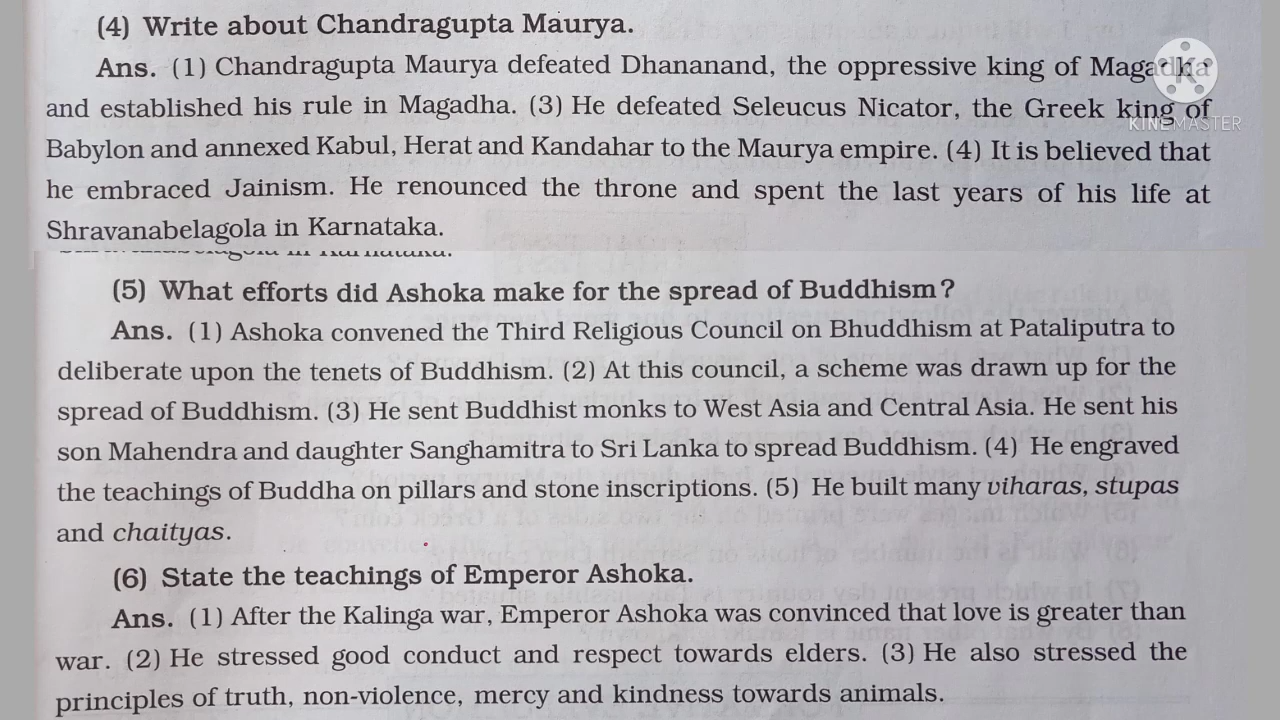 (4) Write about Chandragupta Maurya.
Ans. (1) Chandragupta Maurya defeated Dhananand, the oppressive king of Magadha
and established his rule in Magadha. (3) He defeated Seleucus Nicator, the Greek king of
KINEMASTER
Babylon and annexed Kabul, Herat and Kandahar to the Maurya empire. (4) It is believed that
he embraced Jainism. He renounced the throne and spent the last years of his life at
Shravanabelagola in Karnataka.
(5) What efforts did Ashoka make for the spread of Buddhism?
Ans. (1) Ashoka convened the Third Religious Council on Bhuddhism at Pataliputra to
deliberate upon the tenets of Buddhism. (2) At this council, a scheme was drawn up for the
spread of Buddhism. (3) He sent Buddhist monks to West Asia and Central Asia. He sent his
son Mahendra and daughter Sanghamitra to Sri Lanka to spread Buddhism. (4) He engraved
the teachings of Buddha on pillars and stone inscriptions. (5) He built many viharas, stupas
and chaityas.
(6) State the teachings of Emperor Ashoka.
Ans. (1) After the Kalinga war, Emperor Ashoka was convinced that love is greater than
war. (2) He stressed good conduct and respect towards elders. (3) He also stressed the
principles of truth, non-violence, mercy and kindness towards animals.